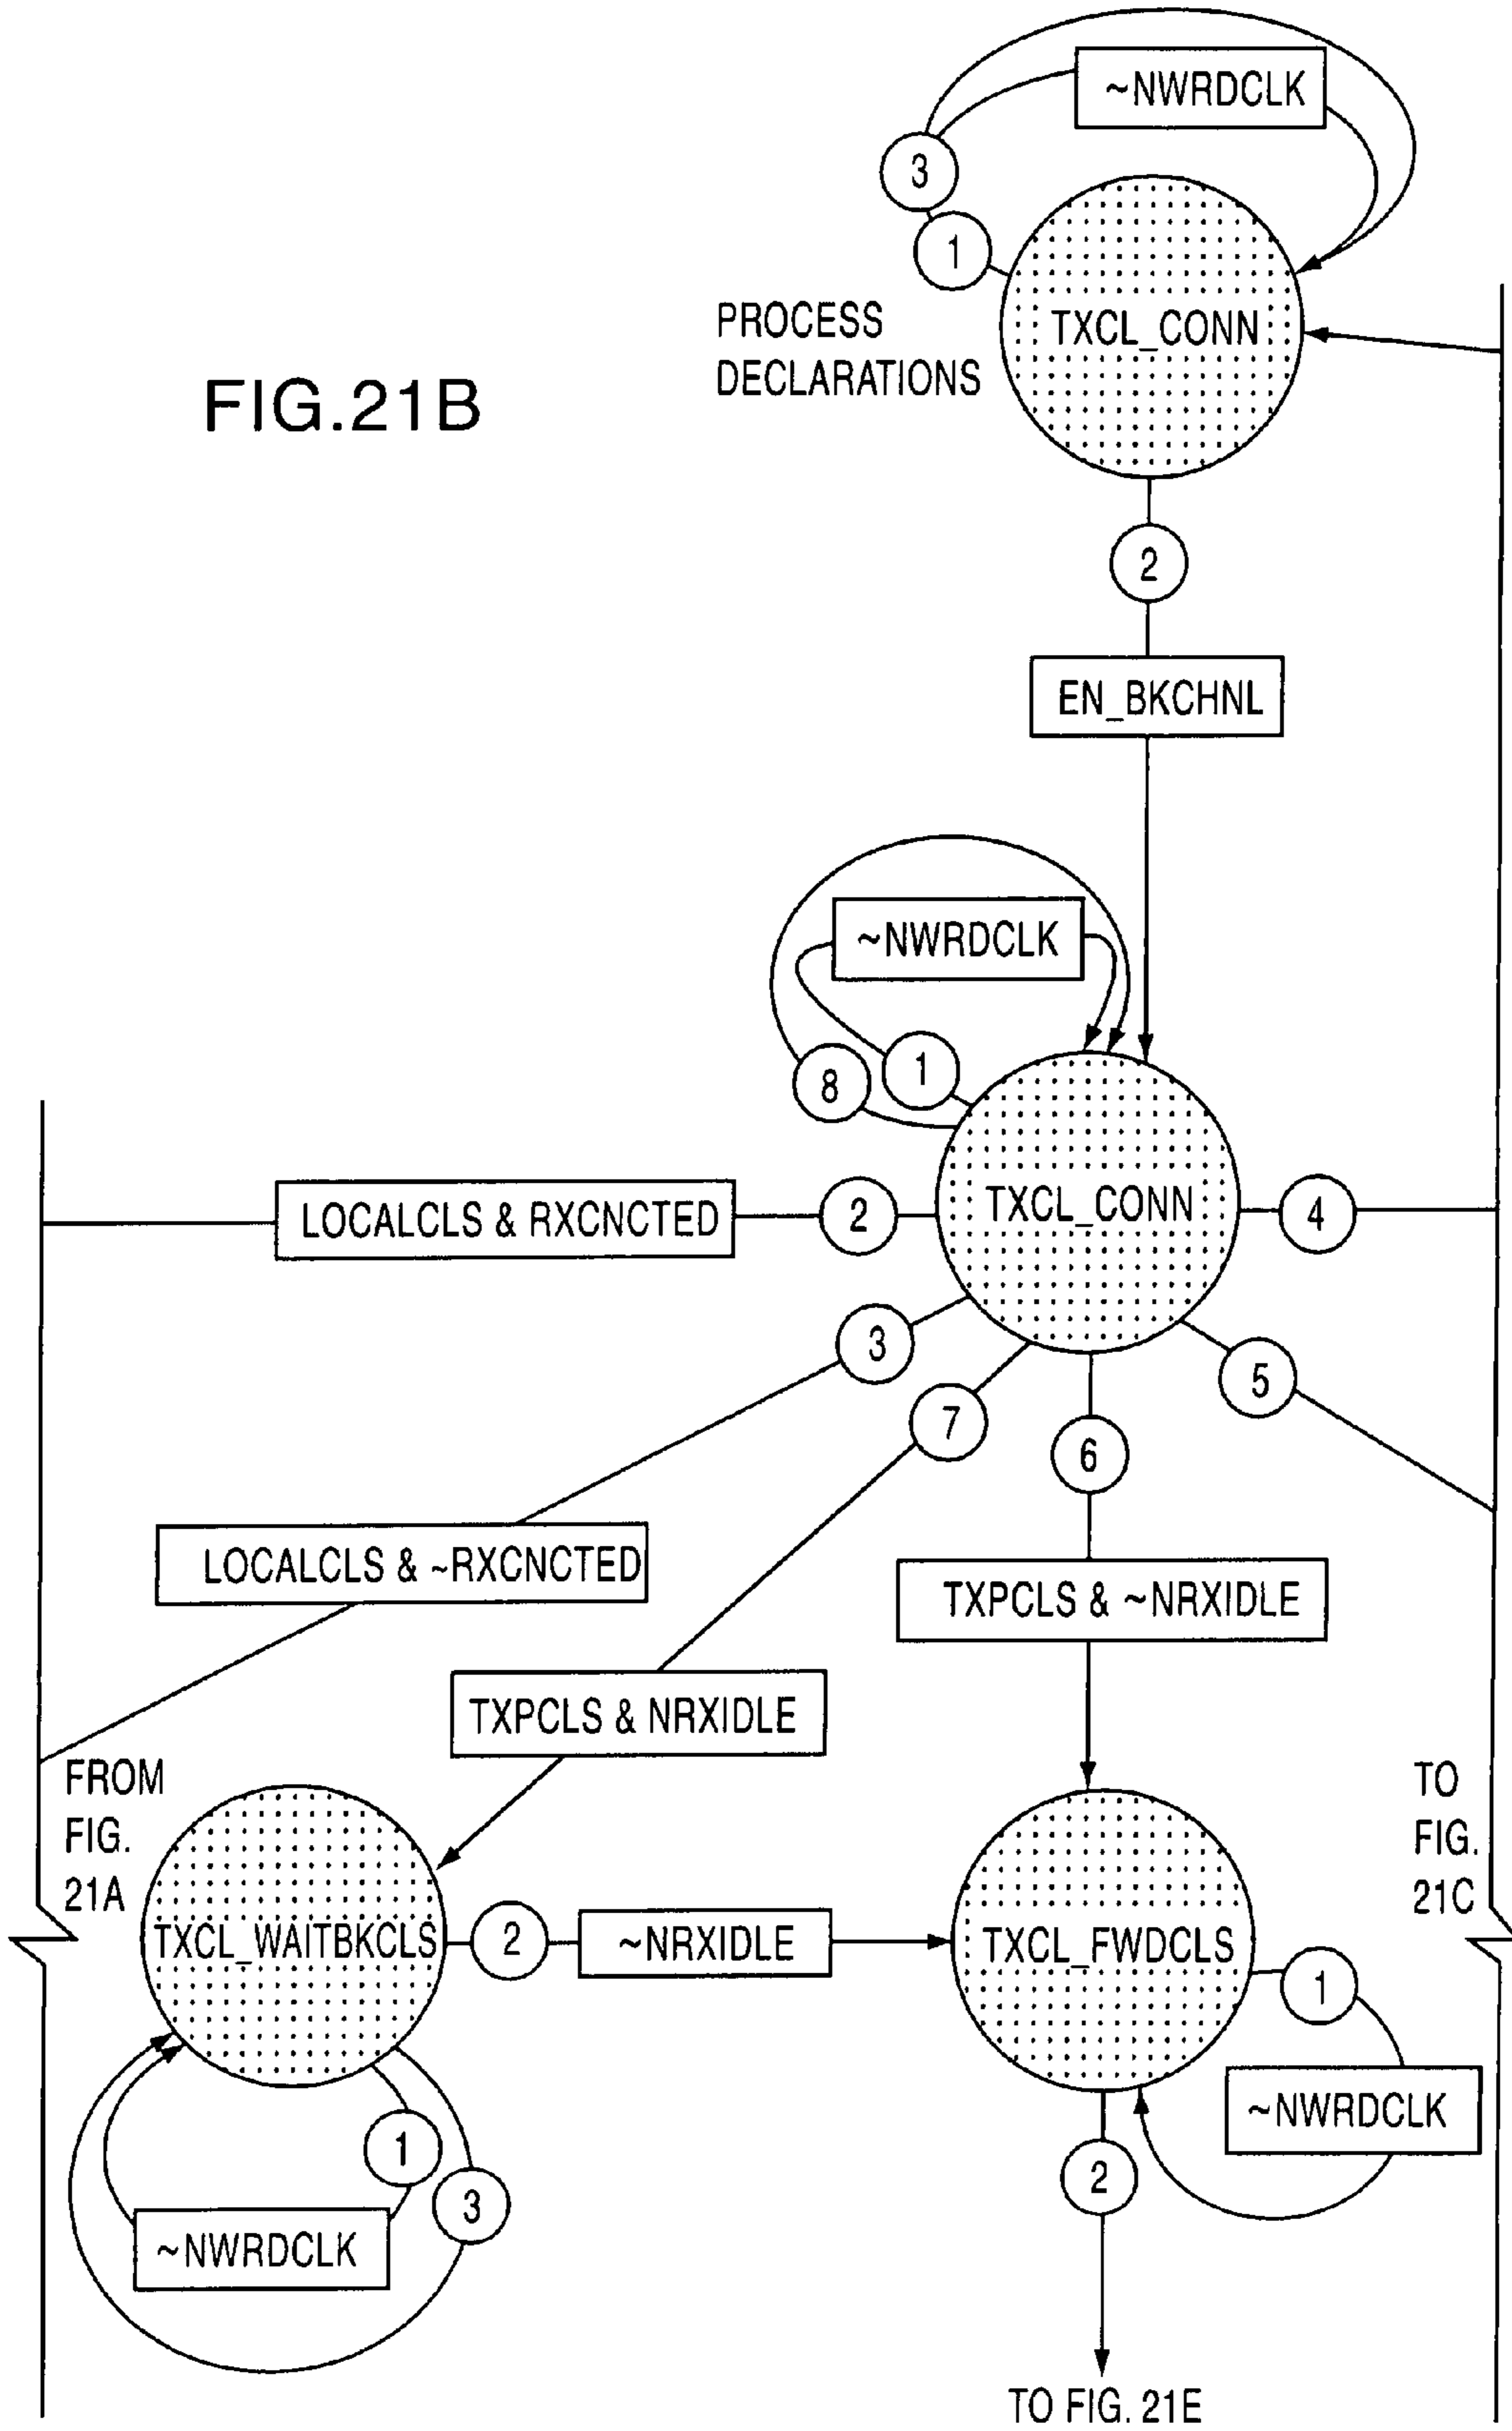 ~NWRDCLK
3
1
PROCESS
DECLARATIONS
TXCL_CONN
FIG.21B
2
EN_BKCHNL
~NWRDCLK
8
1
LOCALCLS & RXCNCTED
2
TXCL_CONN
4
3
7
6
5
LOCALCLS & ~RXCNCTED
TXPCLS & ~NRXIDLE
TXPCLS & NRXIDLE
FROM
FIG.
21A
TO
FIG.
21C
TXCL_WAITBKCLS
2
~NRXIDLE
TXCL_FWDCLS
1
~NWRDCLK
1
3
~NWRDCLK
2
TO FIG. 21E